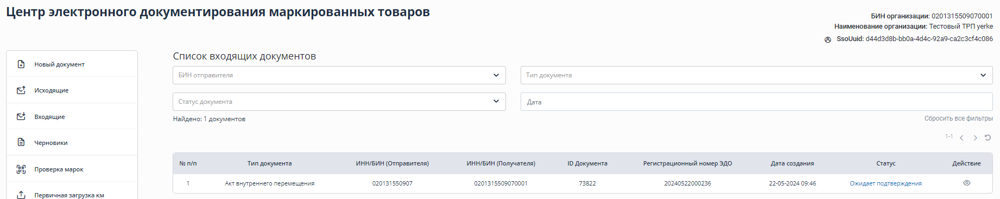 Центр электронного документирования маркированных товаров
БИН организации: 0201315509070001
Наименование организации: Тестовый ТРП yerke
SsoUuid: d44d3d8b-bb0a-4d4c-92a9-ca2c3cf4c086
Новый документ
Исходящие
Входящие
Черновики
Проверка марок
Первичная загрузка км
Список входящих документов
БИН отправителя
Тип документа
Статус документа
Дата
Найдено: 1 документов
Сбросить все фильтры
1-1
№ п/п Тип документа ИНН/БИН (Отправителя) ИНН/БИН (Получателя) ID Документа Регистрационный номер ЭДО Дата создания Статус Действие
1 Акт внутреннего перемещения 020131550907 0201315509070001 73822 20240522000236 22-05-2024 09:46 Ожидает подтверждения